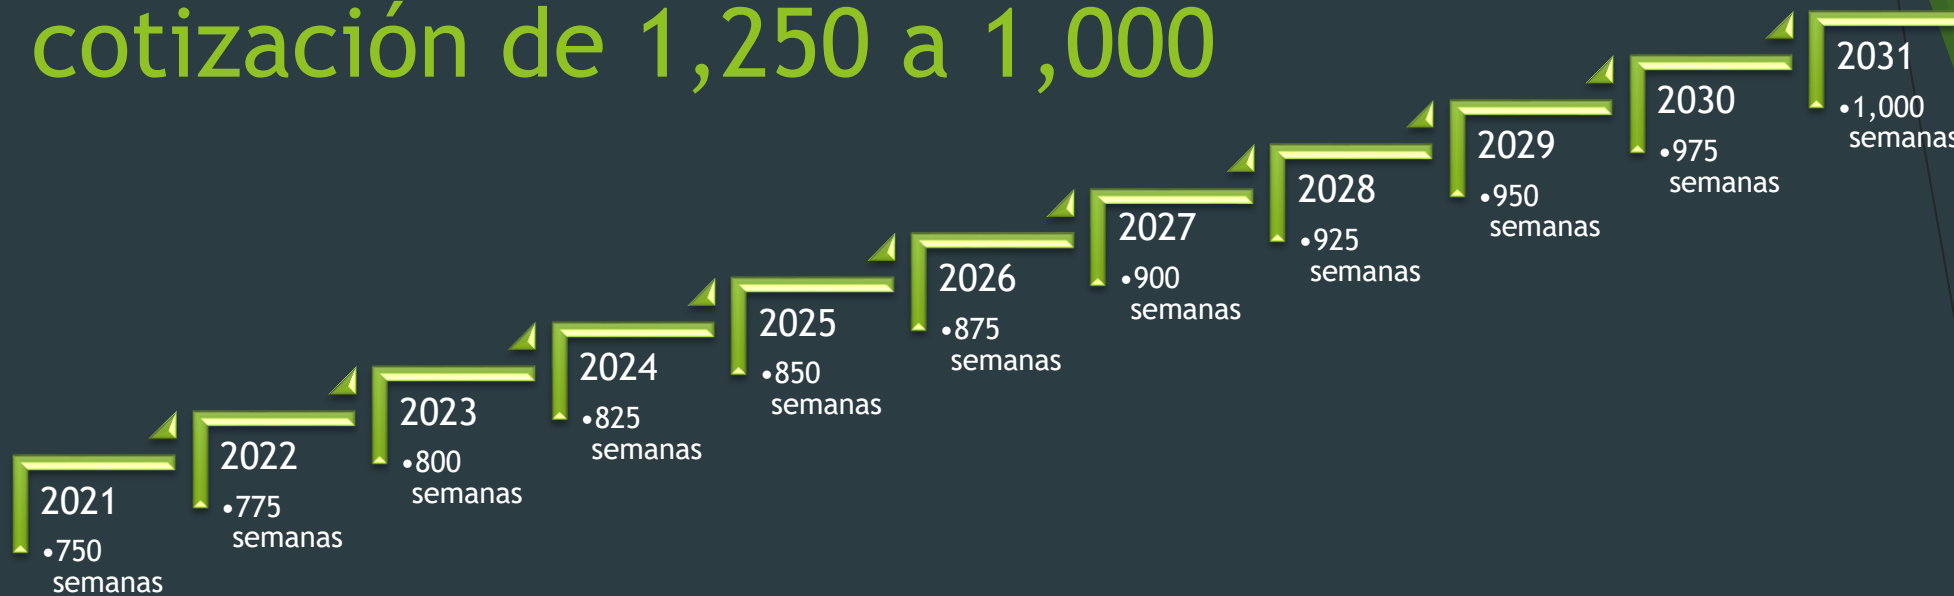 cotización de 1,250 a 1,000
2021
•750
semanas
2022
•775
semanas
2023
•800
semanas
2024
•825
semanas
2025
•850
semanas
2026
•875
semanas
2027
•900
semanas
2028
•925
semanas
2029
•950
semanas
2030
•975
semanas
2031
•1,000
semanas